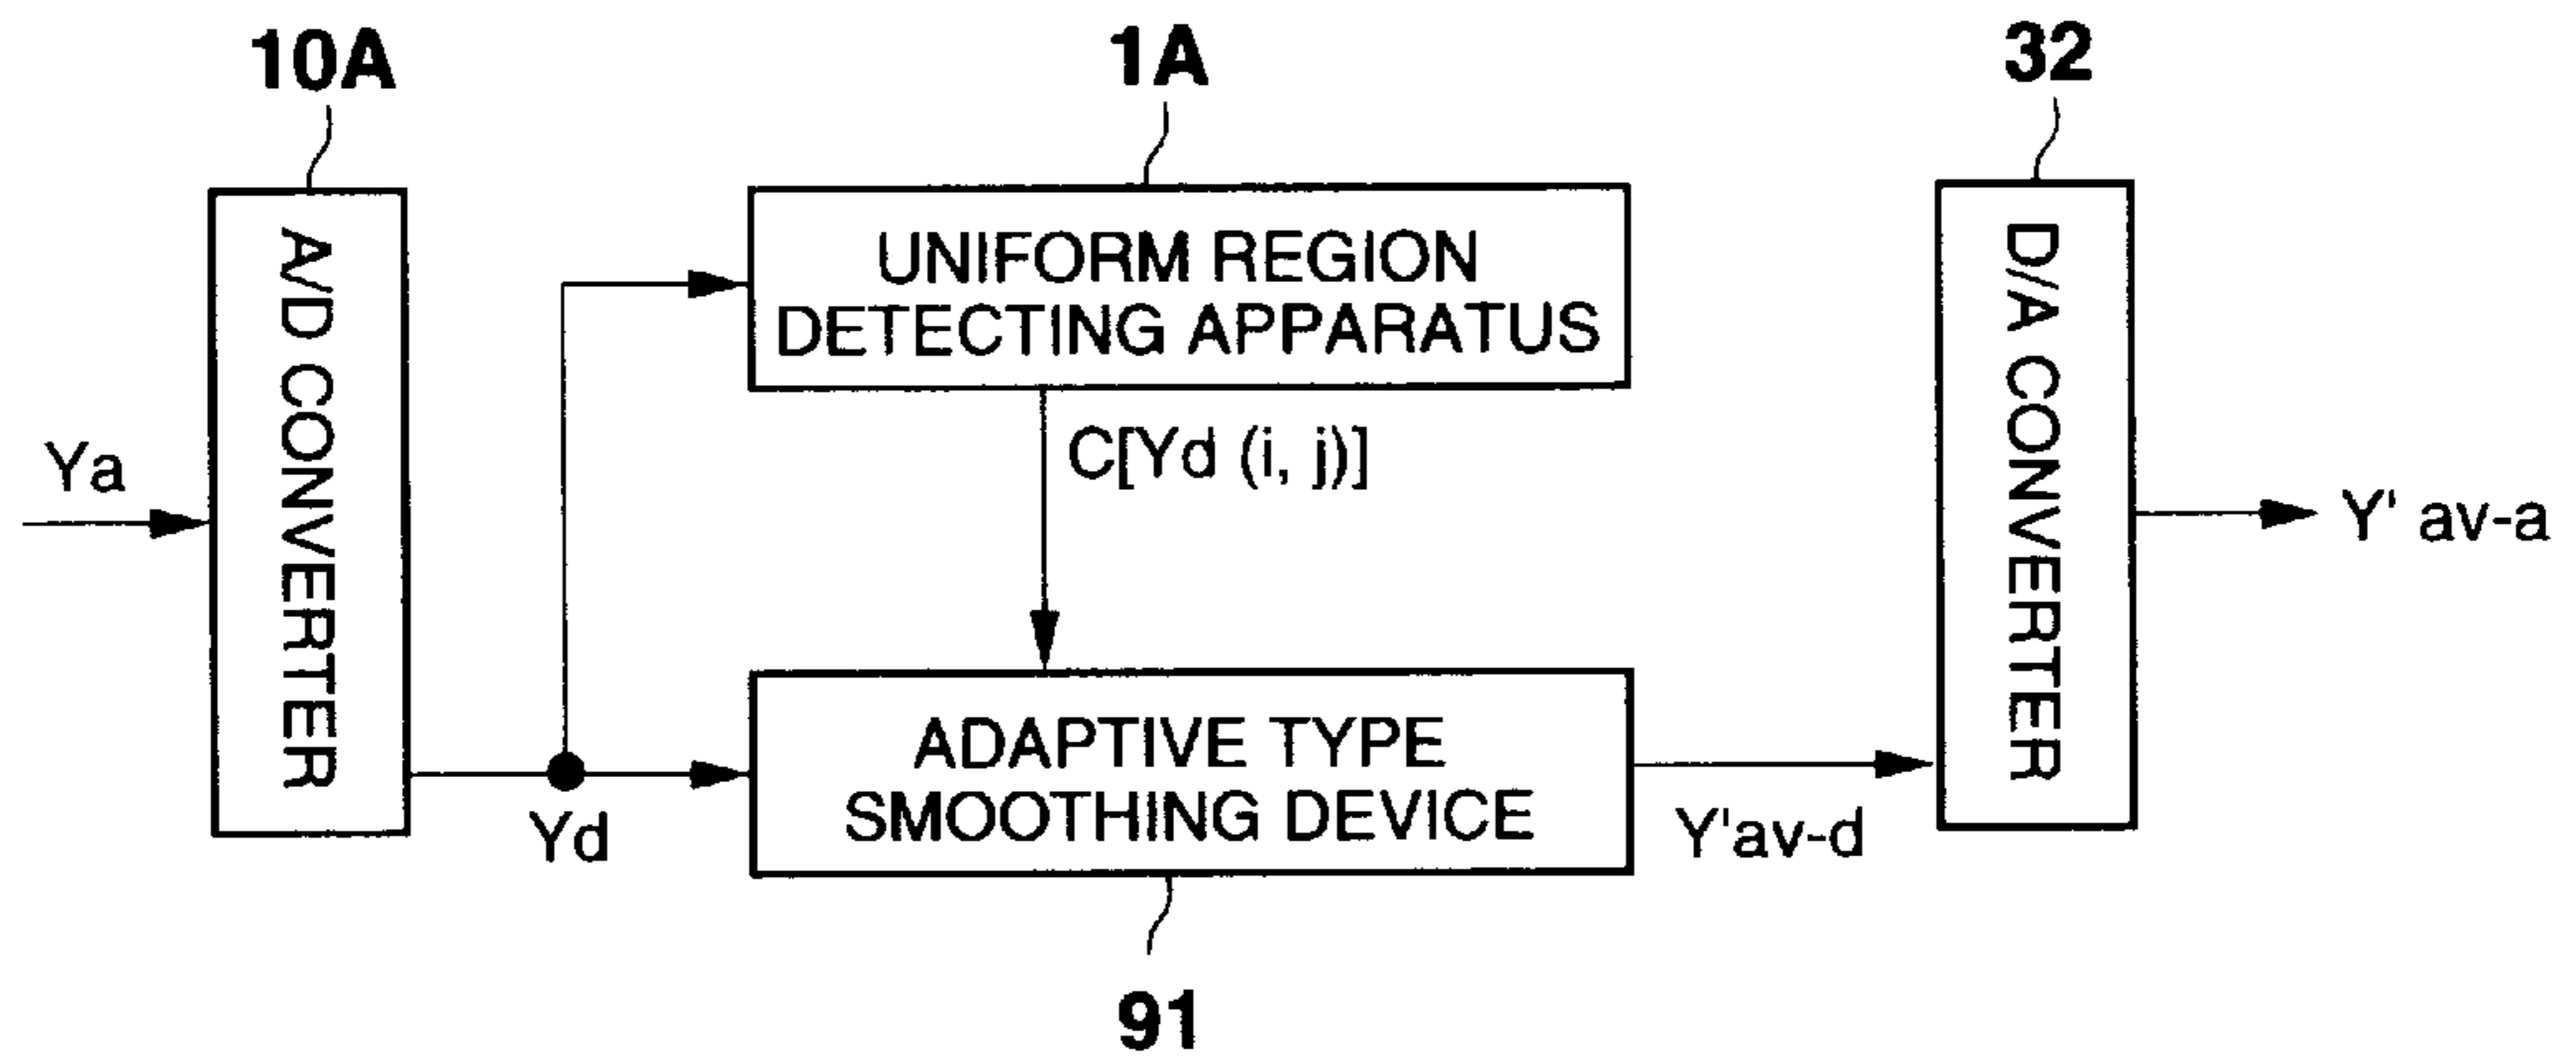 10A
1A
32
A/D CONVERTER
UNIFORM REGION
DETECTING APPARATUS
D/A CONVERTER
Ya
C[Yd (i, j)]
Y' av-a
ADAPTIVE TYPE
SMOOTHING DEVICE
Yd
Y'av-d
91